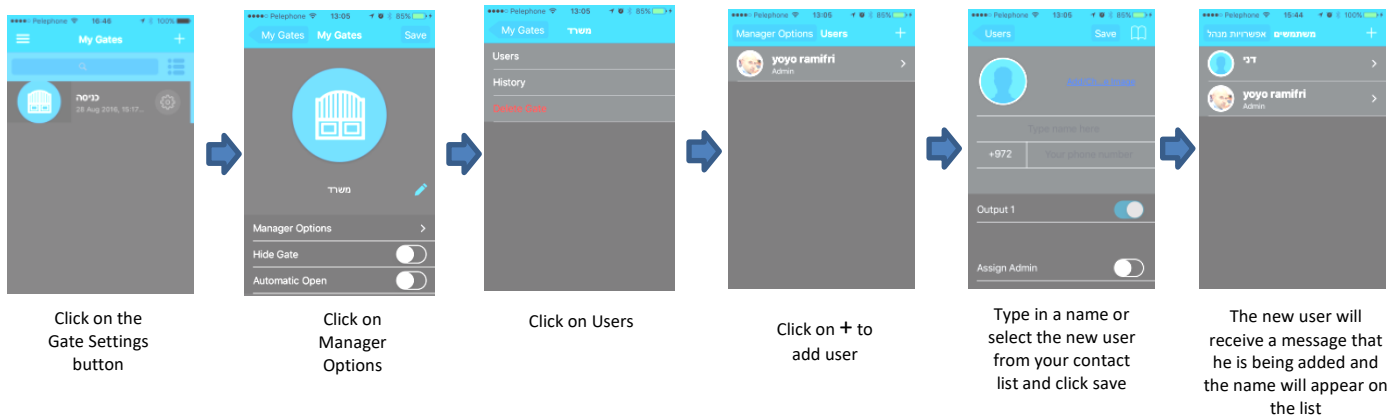 Pelephone 16:46 100%
My Gates +
כניסה
28 Aug 2016, 15:17...
Click on the
Gate Settings
button
Pelephone 13:05 85%
My Gates My Gates Save
משרד
Manager Options >
Hide Gate
Automatic Open
Click on
Manager
Options
Pelephone 13:05 85%
My Gates משרד
Users
History
Delete Gate
Click on Users
Pelephone 13:06 85%
Manager Options Users +
yoyo ramifri
Admin
Click on + to
add user
Pelephone 13:06 85%
Users Save
Type name here
+972 Your phone number
Output 1
Assign Admin
Type in a name or
select the new user
from your contact
list and click save
Pelephone 15:44 100%
אפשרויות מנהל משתמשים +
דני
yoyo ramifri
Admin
The new user will
receive a message that
he is being added and
the name will appear on
the list